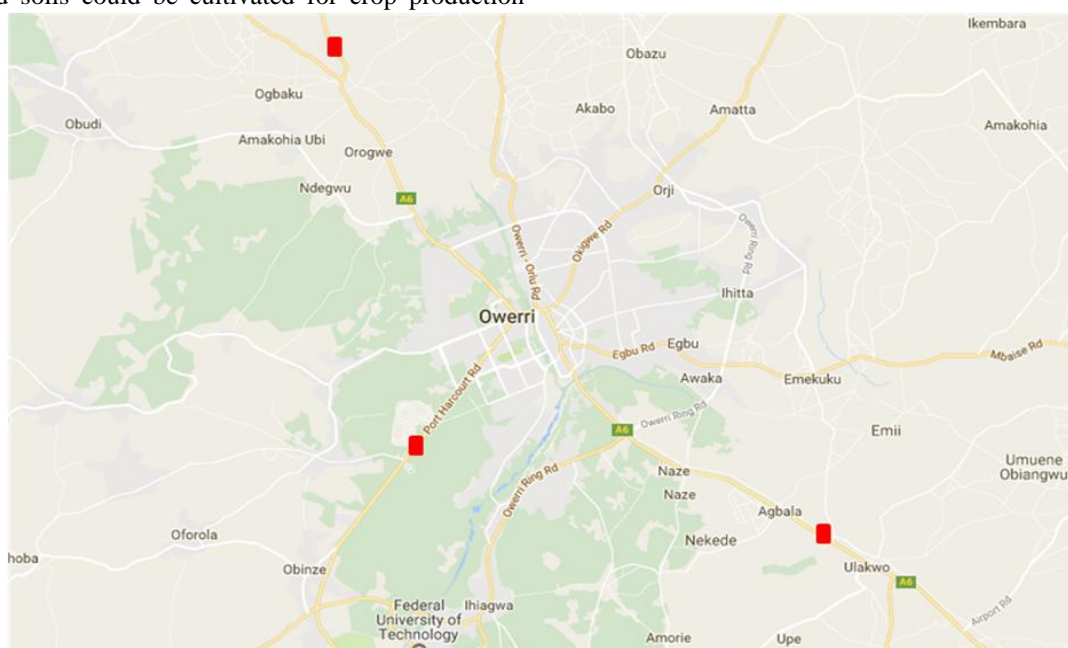 soils could be cultivated for crop production
Ikembara
Obazu
Ogbaku
Akabo
Amatta
Obudi
Amakohia
Amakohia Ubi
Orogwe
Ndegwu
Orji
A6
Owerri Ring Rd
Okigwe Rd
Owerri - Orlu Rd
Ihitta
Owerri
Egbu Rd
Egbu
Mbaise Rd
Awaka
Emekuku
Port Harcourt Rd
Owerri Ring Rd
A6
Emii
Naze
Umuene
Obiangwu
Owerri Ring Rd
Naze
Agbala
Oforola
Nekede
hoba
Obinze
Ulakwo
A6
Federal
University of
Technology
Ihiagwa
Airport Rd
Amorie
Upe